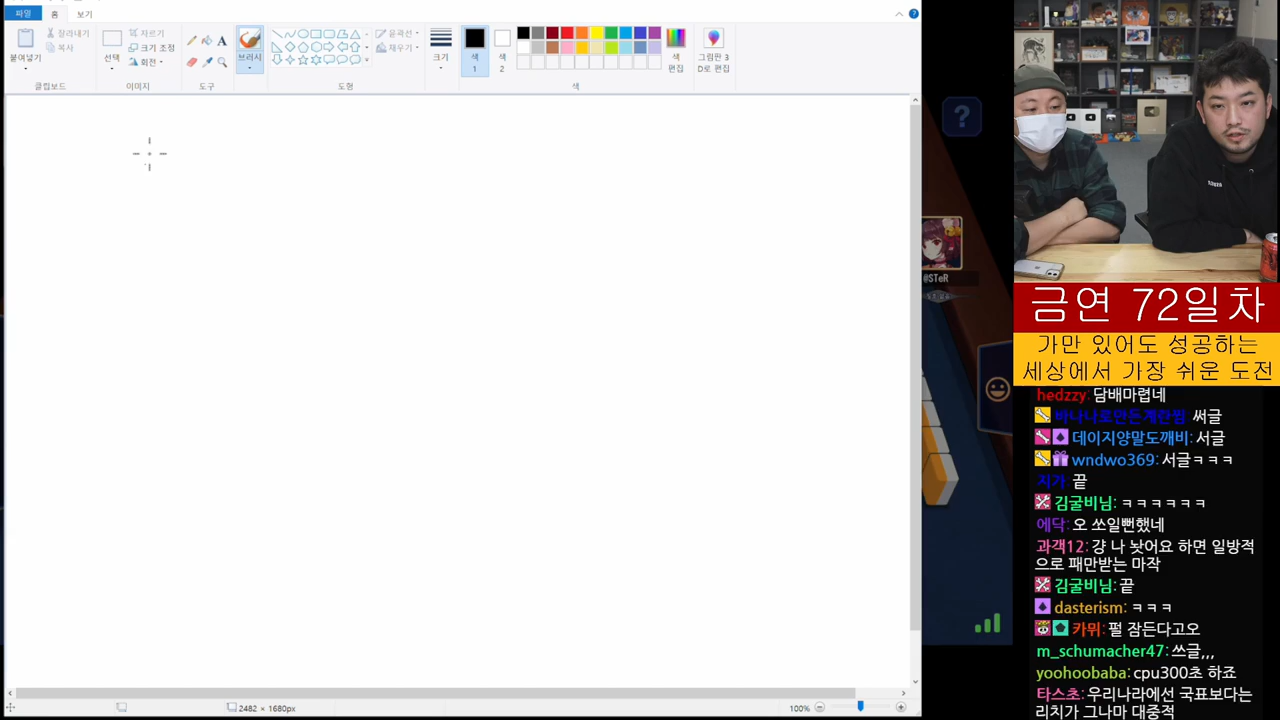 파일
홈
보기
붙여넣기
잘라내기
복사
클립보드
선택
자르기
크기 조정
회전
이미지
A
도구
브러시
윤곽선
채우기
도형
크기
색
1
색
2
색
편집
그림판 3
D로 편집
색
?
@STeR
금연 72일차
가만 있어도 성공하는
세상에서 가장 쉬운 도전
hedzzy: 담배마렵네
바나나로만든계란찜: 써글
데이지양말도깨비: 서글
wndwo369: 서글ㅋㅋㅋ
지가: 끝
김굴비님: ㅋㅋㅋㅋㅋㅋ
에닥: 오 쏘일뻔했네
과객12: 걍 나 놧어요 하면 일방적
으로 패만받는 마작
김굴비님: 끝
dasterism: ㅋㅋㅋ
카뮈: 펄 잠든다고오
m_schumacher47: 쓰글,,,
yoohoobaba: cpu300초 하죠
타스초: 우리나라에선 국표보다는
리치가 그나마 대중적
2482 × 1680px
100%